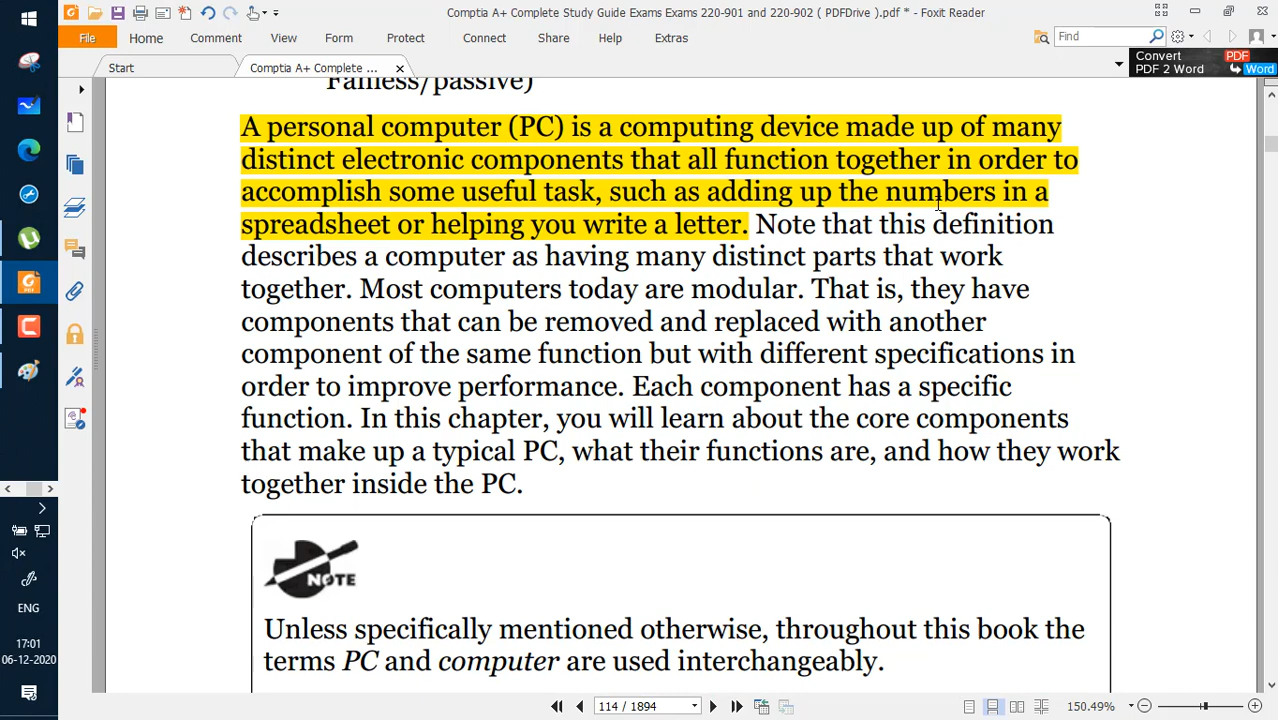 Comptia A+ Complete Study Guide Exams Exams 220-901 and 220-902 ( PDFDrive ).pdf * - Foxit Reader
File Home Comment View Form Protect Connect Share Help Extras
Find
Start Comptia A+ Complete ...
Convert PDF
PDF 2 Word Word
Fanless/passive)
A personal computer (PC) is a computing device made up of many
distinct electronic components that all function together in order to
accomplish some useful task, such as adding up the numbers in a
spreadsheet or helping you write a letter. Note that this definition
describes a computer as having many distinct parts that work
together. Most computers today are modular. That is, they have
components that can be removed and replaced with another
component of the same function but with different specifications in
order to improve performance. Each component has a specific
function. In this chapter, you will learn about the core components
that make up a typical PC, what their functions are, and how they work
together inside the PC.
NOTE
Unless specifically mentioned otherwise, throughout this book the
terms PC and computer are used interchangeably.
ENG
17:01
06-12-2020
114 / 1894
150.49%